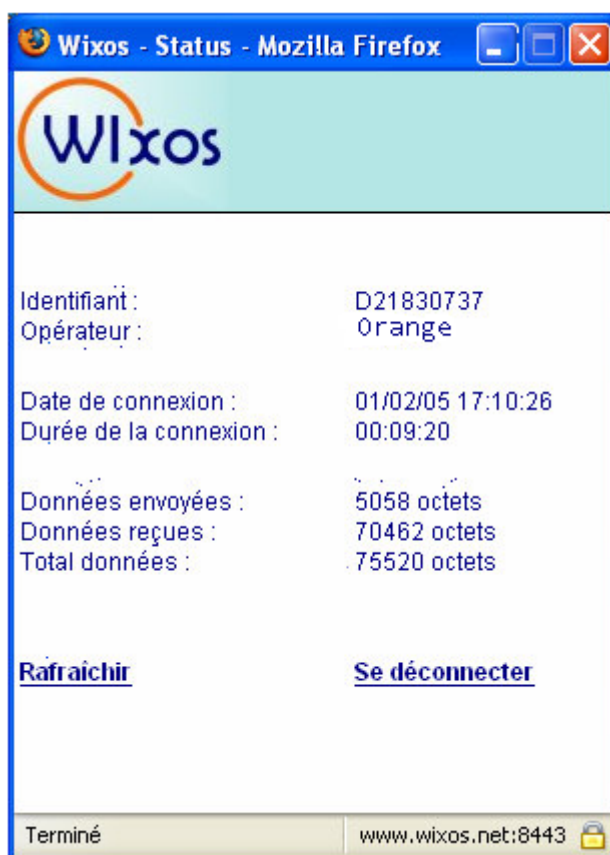 Wixos - Status - Mozilla Firefox
WIxos
Identifiant : D21830737
Opérateur : Orange
Date de connexion : 01/02/05 17:10:26
Durée de la connexion : 00:09:20
Données envoyées : 5058 octets
Données reçues : 70462 octets
Total données : 75520 octets
Rafraîchir Se déconnecter
Terminé www.wixos.net:8443